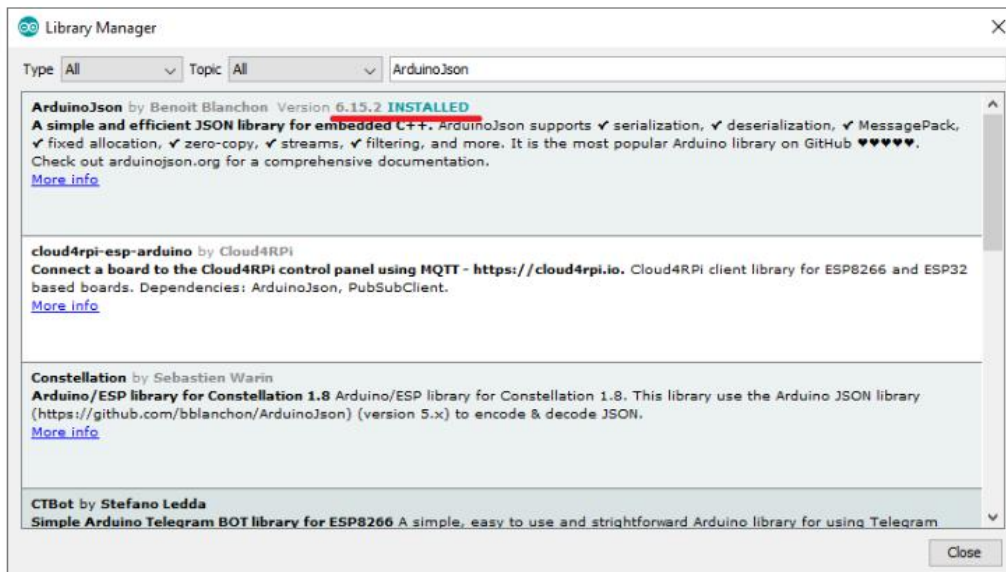 Library Manager
Type All Topic All ArduinoJson
ArduinoJson by Benoit Blanchon Version 6.15.2 INSTALLED
A simple and efficient JSON library for embedded C++. ArduinoJson supports ✔ serialization, ✔ deserialization, ✔ MessagePack,
✔ fixed allocation, ✔ zero-copy, ✔ streams, ✔ filtering, and more. It is the most popular Arduino library on GitHub ♥♥♥♥♥.
Check out arduinojson.org for a comprehensive documentation.
More info
cloud4rpi-esp-arduino by Cloud4RPi
Connect a board to the Cloud4RPi control panel using MQTT - https://cloud4rpi.io. Cloud4RPi client library for ESP8266 and ESP32
based boards. Dependencies: ArduinoJson, PubSubClient.
More info
Constellation by Sebastien Warin
Arduino/ESP library for Constellation 1.8 Arduino/ESP library for Constellation 1.8. This library use the Arduino JSON library
(https://github.com/bblanchon/ArduinoJson) (version 5.x) to encode & decode JSON.
More info
CTBot by Stefano Ledda
Simple Arduino Telegram BOT library for ESP8266 A simple, easy to use and strightforward Arduino library for using Telegram
Close